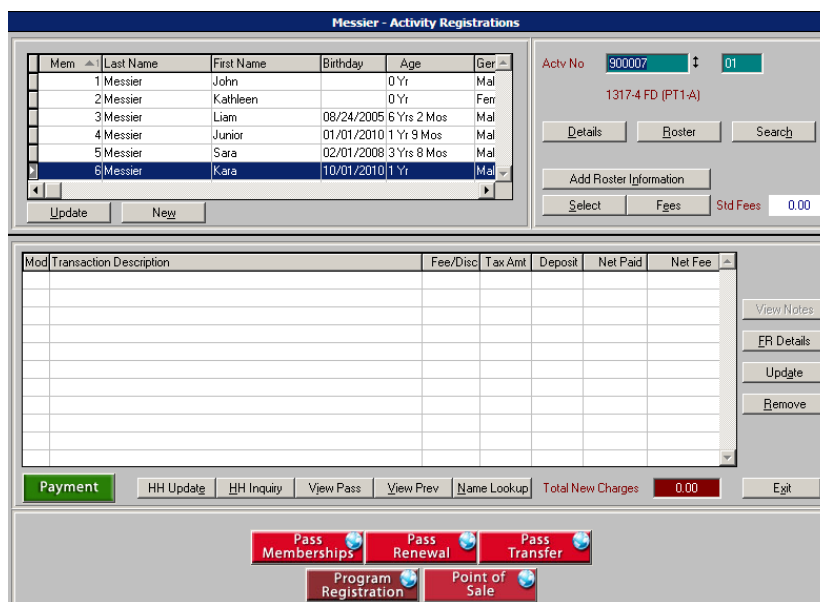 Messier - Activity Registrations
Mem 1 Last Name First Name Birthday Age Ger
1 Messier John 0 Yr Mal
2 Messier Kathleen 0 Yr Fem
3 Messier Liam 08/24/2005 6 Yrs 2 Mos Mal
4 Messier Junior 01/01/2010 1 Yr 9 Mos Mal
5 Messier Sara 02/01/2008 3 Yrs 8 Mos Mal
6 Messier Kara 10/01/2010 1 Yr Mal
Update New
Actv No 900007 01
1317-4 FD (PT1-A)
Details Roster Search
Add Roster Information
Select Fees Std Fees 0.00
Mod Transaction Description Fee/Disc Tax Amt Deposit Net Paid Net Fee
View Notes
FR Details
Update
Remove
Payment HH Update HH Inquiry View Pass View Prev Name Lookup Total New Charges 0.00 Exit
Pass Memberships
Pass Renewal
Pass Transfer
Program Registration
Point of Sale